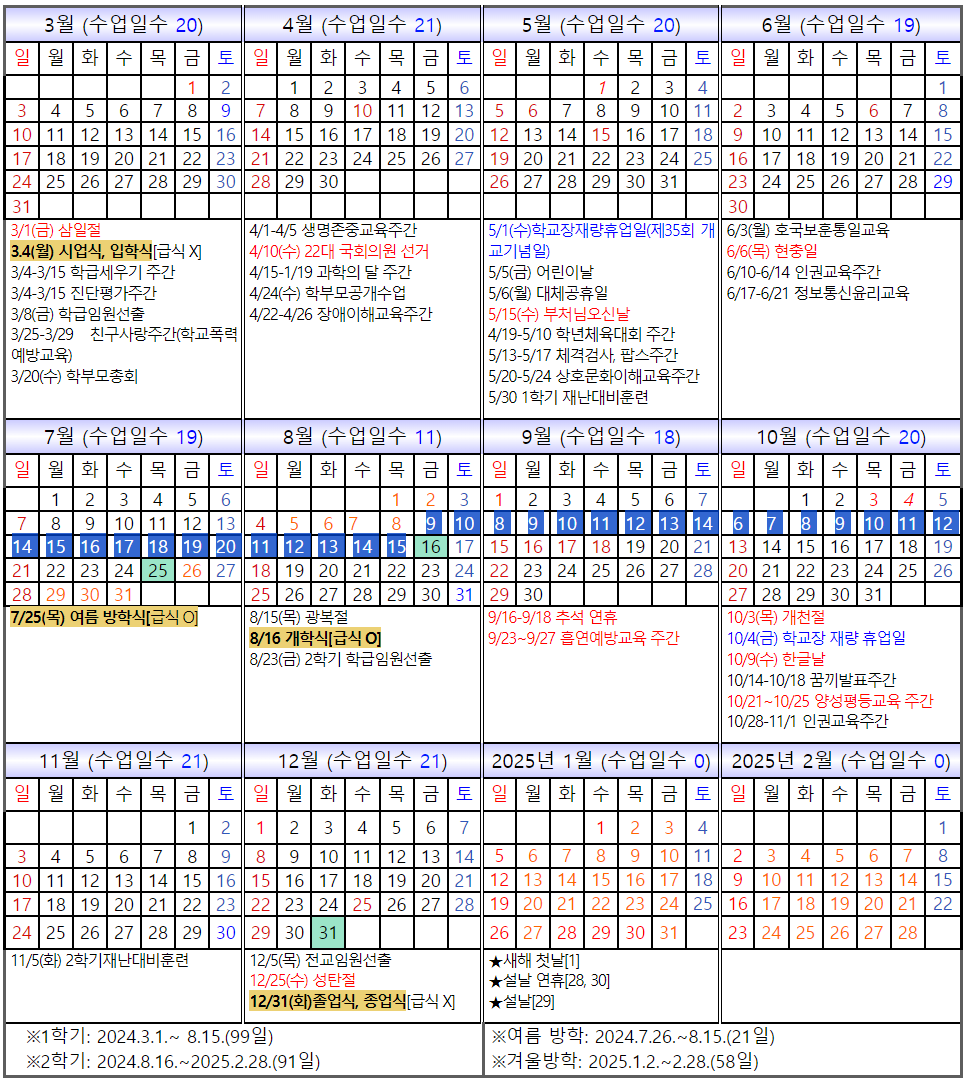 3월 (수업일수 20)
일 월 화 수 목 금 토
1 2
3 4 5 6 7 8 9
10 11 12 13 14 15 16
17 18 19 20 21 22 23
24 25 26 27 28 29 30
31
3/1(금) 삼일절
3.4(월) 시업식, 입학식[급식 X]
3/4-3/15 학급세우기 주간
3/4-3/15 진단평가주간
3/8(금) 학급임원선출
3/25-3/29 친구사랑주간(학교폭력
예방교육)
3/20(수) 학부모총회
4월 (수업일수 21)
일 월 화 수 목 금 토
1 2 3 4 5 6
7 8 9 10 11 12 13
14 15 16 17 18 19 20
21 22 23 24 25 26 27
28 29 30
4/1-4/5 생명존중교육주간
4/10(수) 22대 국회의원 선거
4/15-1/19 과학의 달 주간
4/24(수) 학부모공개수업
4/22-4/26 장애이해교육주간
5월 (수업일수 20)
일 월 화 수 목 금 토
1 2 3 4
5 6 7 8 9 10 11
12 13 14 15 16 17 18
19 20 21 22 23 24 25
26 27 28 29 30 31
5/1(수)학교장재량휴업일(제35회 개
교기념일)
5/5(금) 어린이날
5/6(월) 대체공휴일
5/15(수) 부처님오신날
4/19-5/10 학년체육대회 주간
5/13-5/17 체격검사, 팝스주간
5/20-5/24 상호문화이해교육주간
5/30 1학기 재난대비훈련
6월 (수업일수 19)
일 월 화 수 목 금 토
1
2 3 4 5 6 7 8
9 10 11 12 13 14 15
16 17 18 19 20 21 22
23 24 25 26 27 28 29
30
6/3(월) 호국보훈통일교육
6/6(목) 현충일
6/10-6/14 인권교육주간
6/17-6/21 정보통신윤리교육
7월 (수업일수 19)
일 월 화 수 목 금 토
1 2 3 4 5 6
7 8 9 10 11 12 13
14 15 16 17 18 19 20
21 22 23 24 25 26 27
28 29 30 31
7/25(목) 여름 방학식[급식 O]
8월 (수업일수 11)
일 월 화 수 목 금 토
1 2 3
4 5 6 7 8 9 10
11 12 13 14 15 16 17
18 19 20 21 22 23 24
25 26 27 28 29 30 31
8/15(목) 광복절
8/16 개학식[급식 O]
8/23(금) 2학기 학급임원선출
9월 (수업일수 18)
일 월 화 수 목 금 토
1 2 3 4 5 6 7
8 9 10 11 12 13 14
15 16 17 18 19 20 21
22 23 24 25 26 27 28
29 30
9/16-9/18 추석 연휴
9/23~9/27 흡연예방교육 주간
10월 (수업일수 20)
일 월 화 수 목 금 토
1 2 3 4 5
6 7 8 9 10 11 12
13 14 15 16 17 18 19
20 21 22 23 24 25 26
27 28 29 30 31
10/3(목) 개천절
10/4(금) 학교장 재량 휴업일
10/9(수) 한글날
10/14-10/18 꿈끼발표주간
10/21~10/25 양성평등교육 주간
10/28-11/1 인권교육주간
11월 (수업일수 21)
일 월 화 수 목 금 토
1 2
3 4 5 6 7 8 9
10 11 12 13 14 15 16
17 18 19 20 21 22 23
24 25 26 27 28 29 30
11/5(화) 2학기재난대비훈련
12월 (수업일수 21)
일 월 화 수 목 금 토
1 2 3 4 5 6 7
8 9 10 11 12 13 14
15 16 17 18 19 20 21
22 23 24 25 26 27 28
29 30 31
12/5(목) 전교임원선출
12/25(수) 성탄절
12/31(화)졸업식, 종업식[급식 X]
2025년 1월 (수업일수 0)
일 월 화 수 목 금 토
1 2 3 4
5 6 7 8 9 10 11
12 13 14 15 16 17 18
19 20 21 22 23 24 25
26 27 28 29 30 31
★새해 첫날[1]
★설날 연휴[28, 30]
★설날[29]
2025년 2월 (수업일수 0)
일 월 화 수 목 금 토
1
2 3 4 5 6 7 8
9 10 11 12 13 14 15
16 17 18 19 20 21 22
23 24 25 26 27 28
※1학기: 2024.3.1.~ 8.15.(99일)
※2학기: 2024.8.16.~2025.2.28.(91일)
※여름 방학: 2024.7.26.~8.15.(21일)
※겨울방학: 2025.1.2.~2.28.(58일)